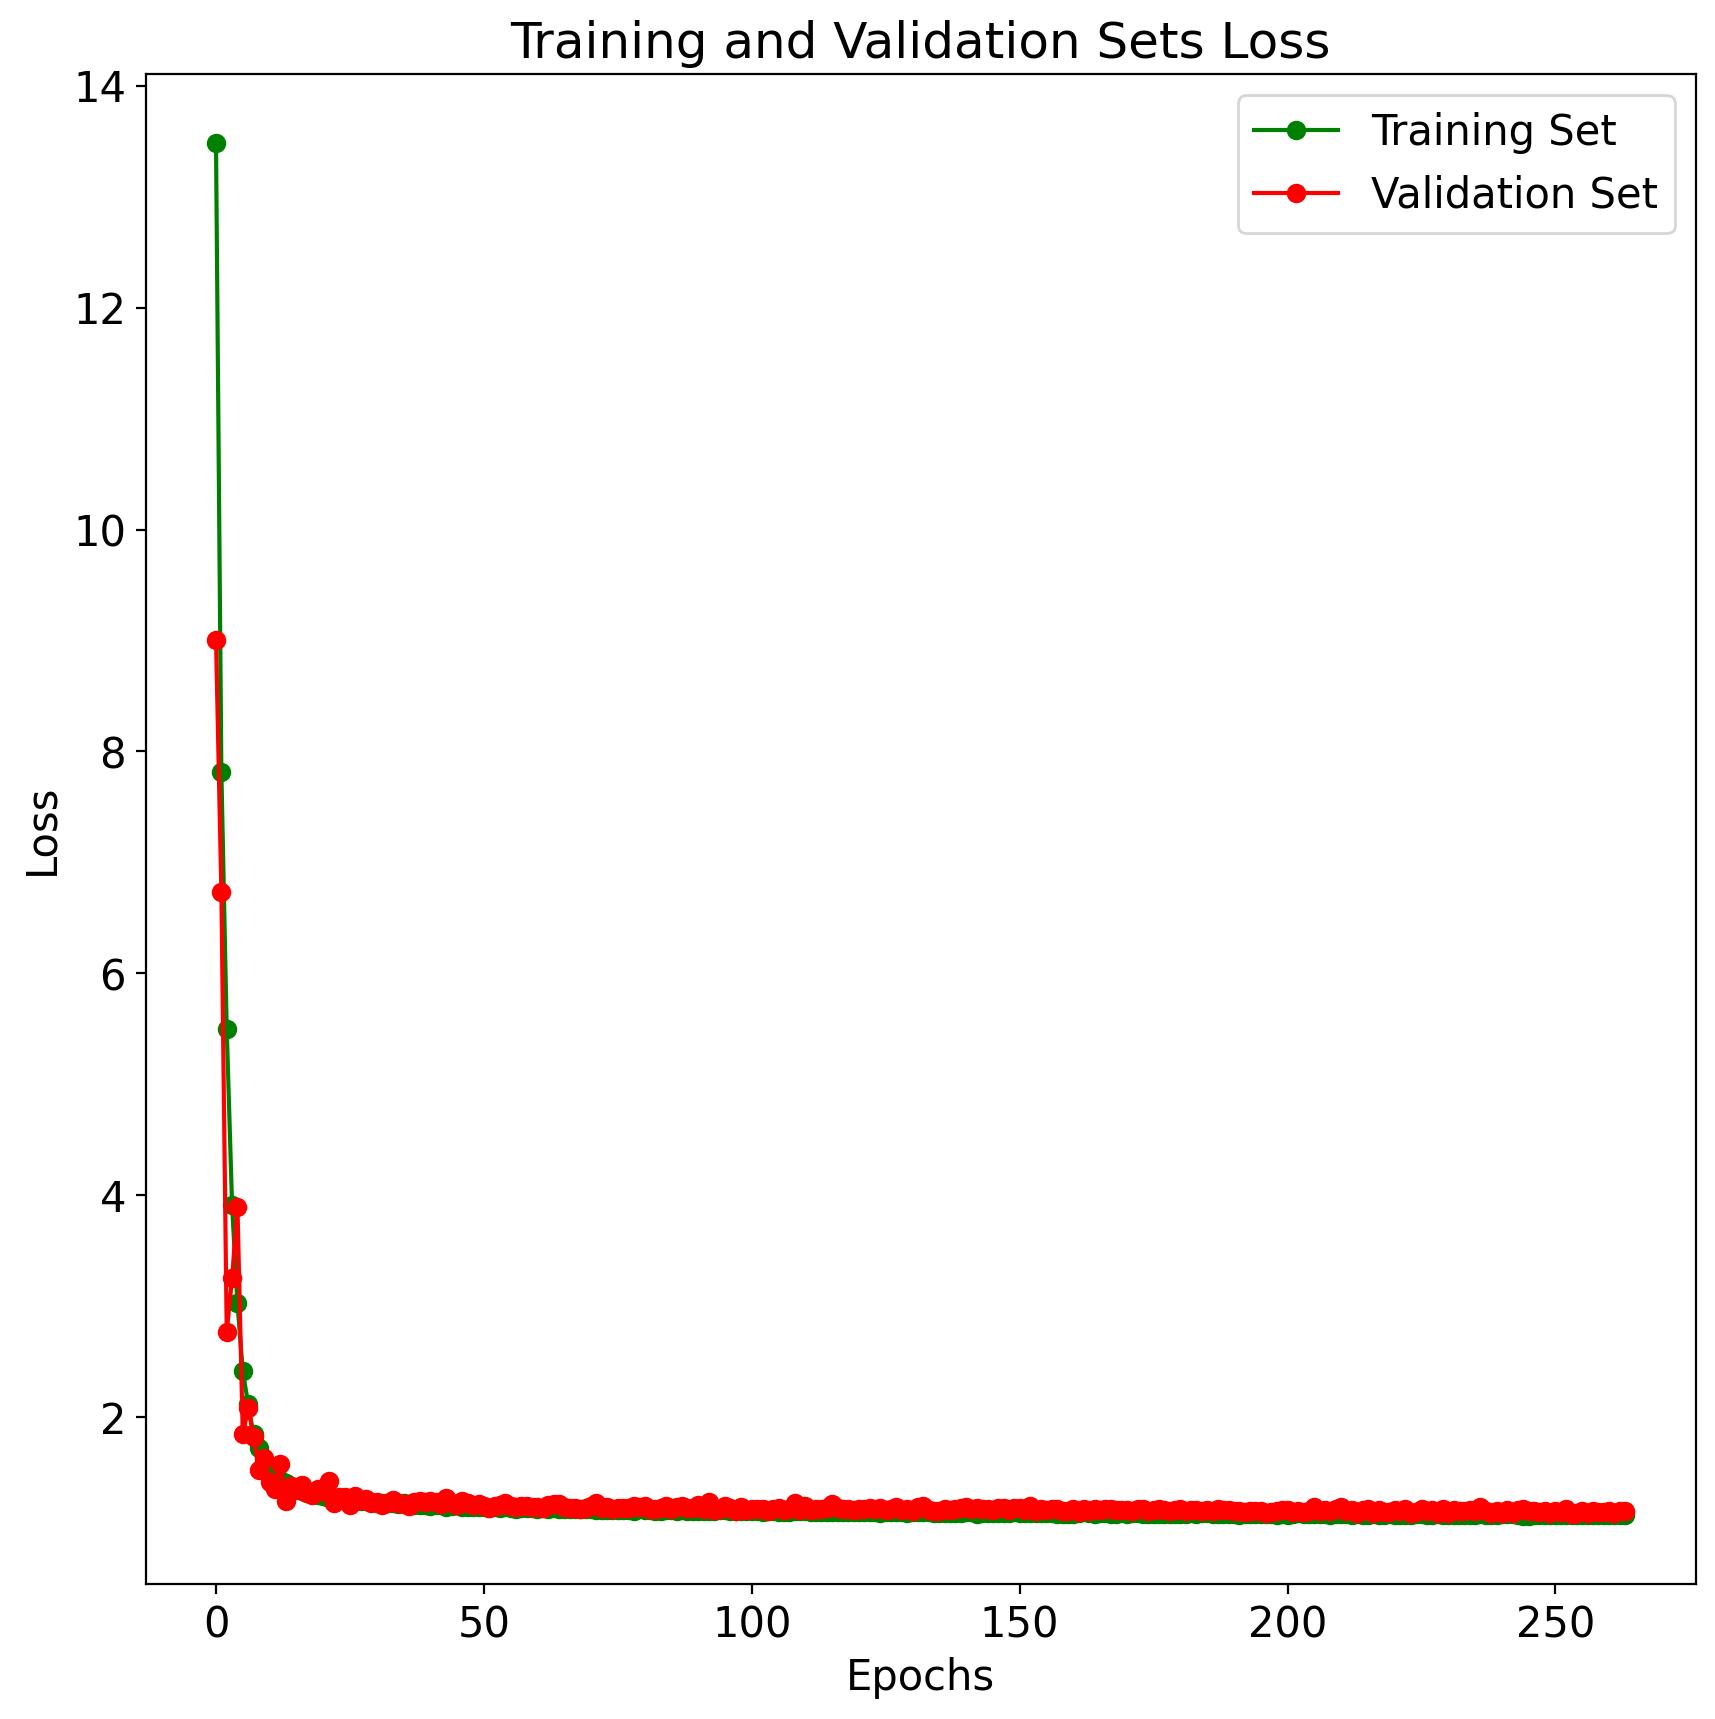 Training and Validation Sets Loss
Training Set
Validation Set
14
12
10
8
6
4
2
Loss
0 50 100 150 200 250
Epochs